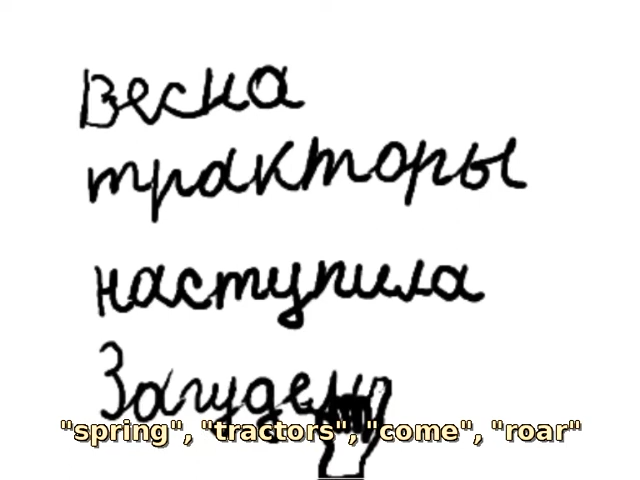 Весна
тракторы
наступила
"spring", "tractors", "come", "roar"